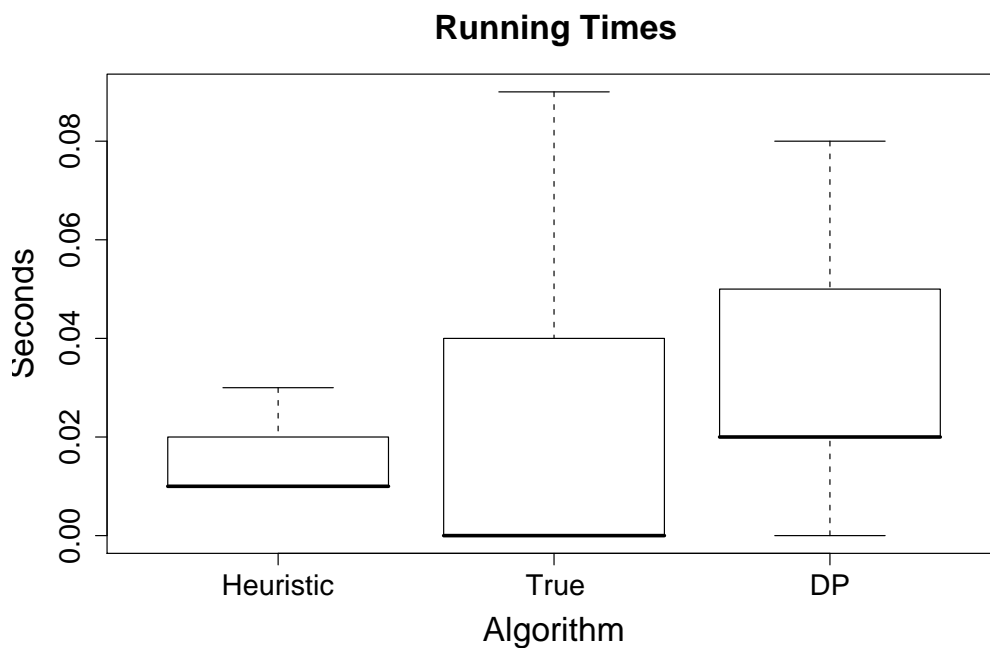 Running Times
Seconds
0.08
0.06
0.04
0.02
0.00
Heuristic True DP
Algorithm